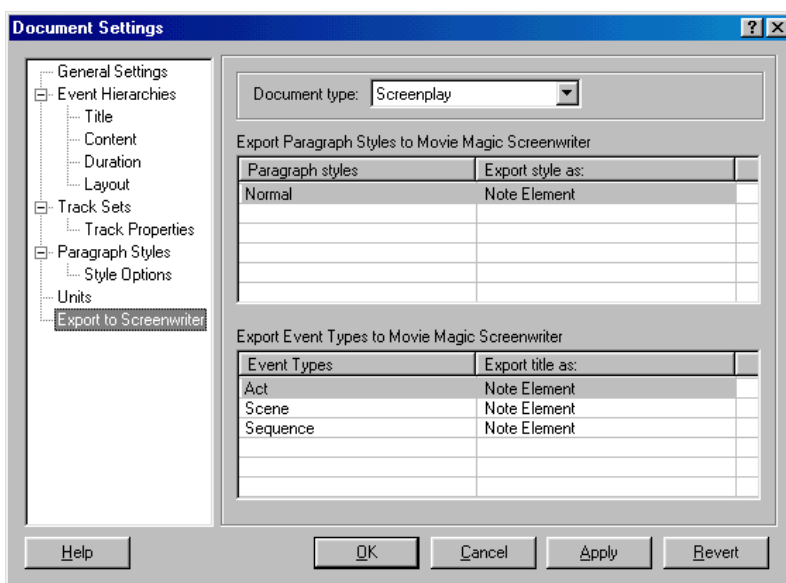 Document Settings
General Settings
Event Hierarchies
Title
Content
Duration
Layout
Track Sets
Track Properties
Paragraph Styles
Style Options
Units
Export to Screenwriter
Document type: Screenplay
Export Paragraph Styles to Movie Magic Screenwriter
Paragraph styles Export style as:
Normal Note Element
Export Event Types to Movie Magic Screenwriter
Event Types Export title as:
Act Note Element
Scene Note Element
Sequence Note Element
Help OK Cancel Apply Revert